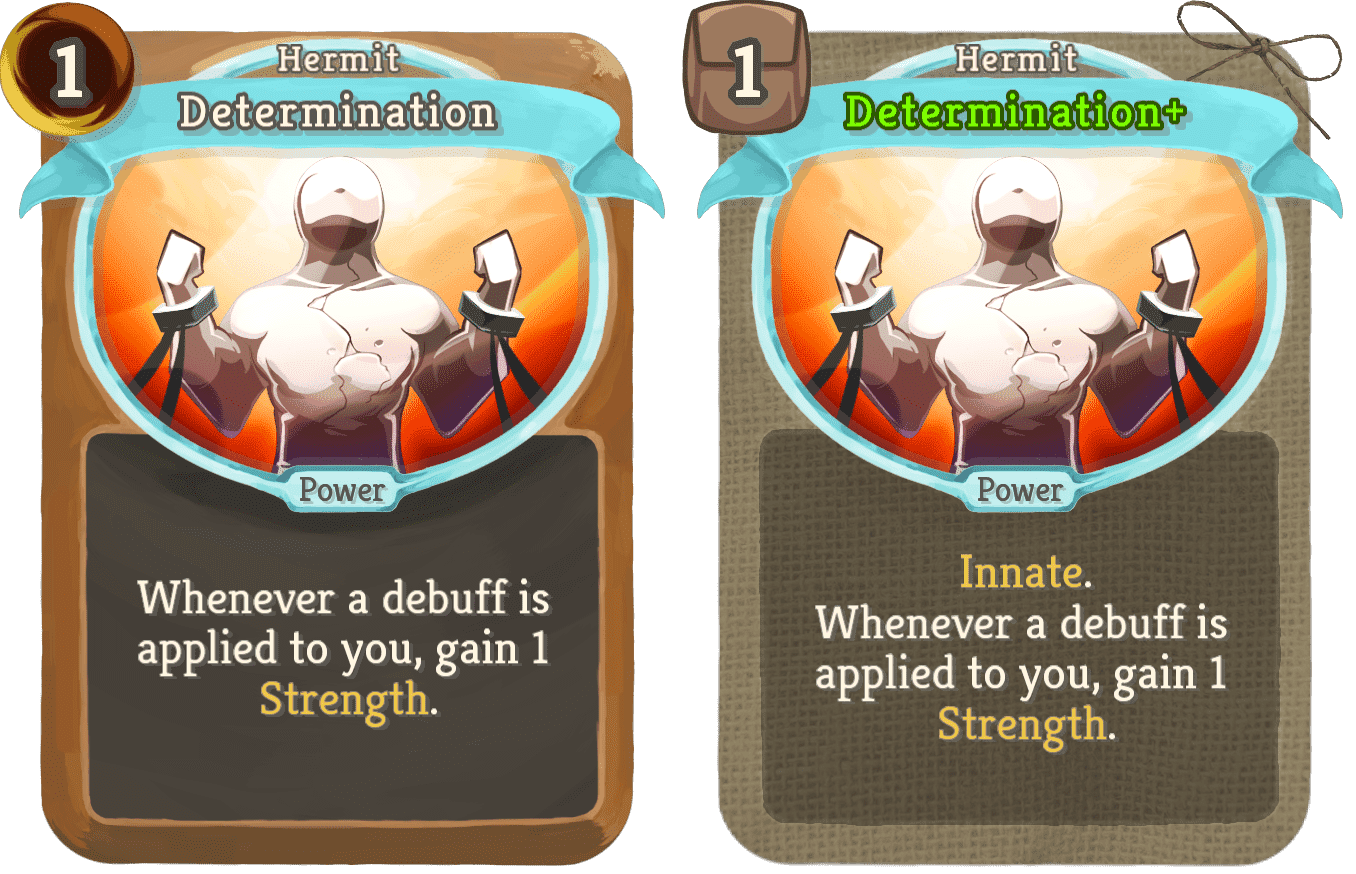 1
Hermit
Determination
Power
Whenever a debuff is
applied to you, gain 1
Strength.
1
Hermit
Determination+
Power
Innate.
Whenever a debuff is
applied to you, gain 1
Strength.